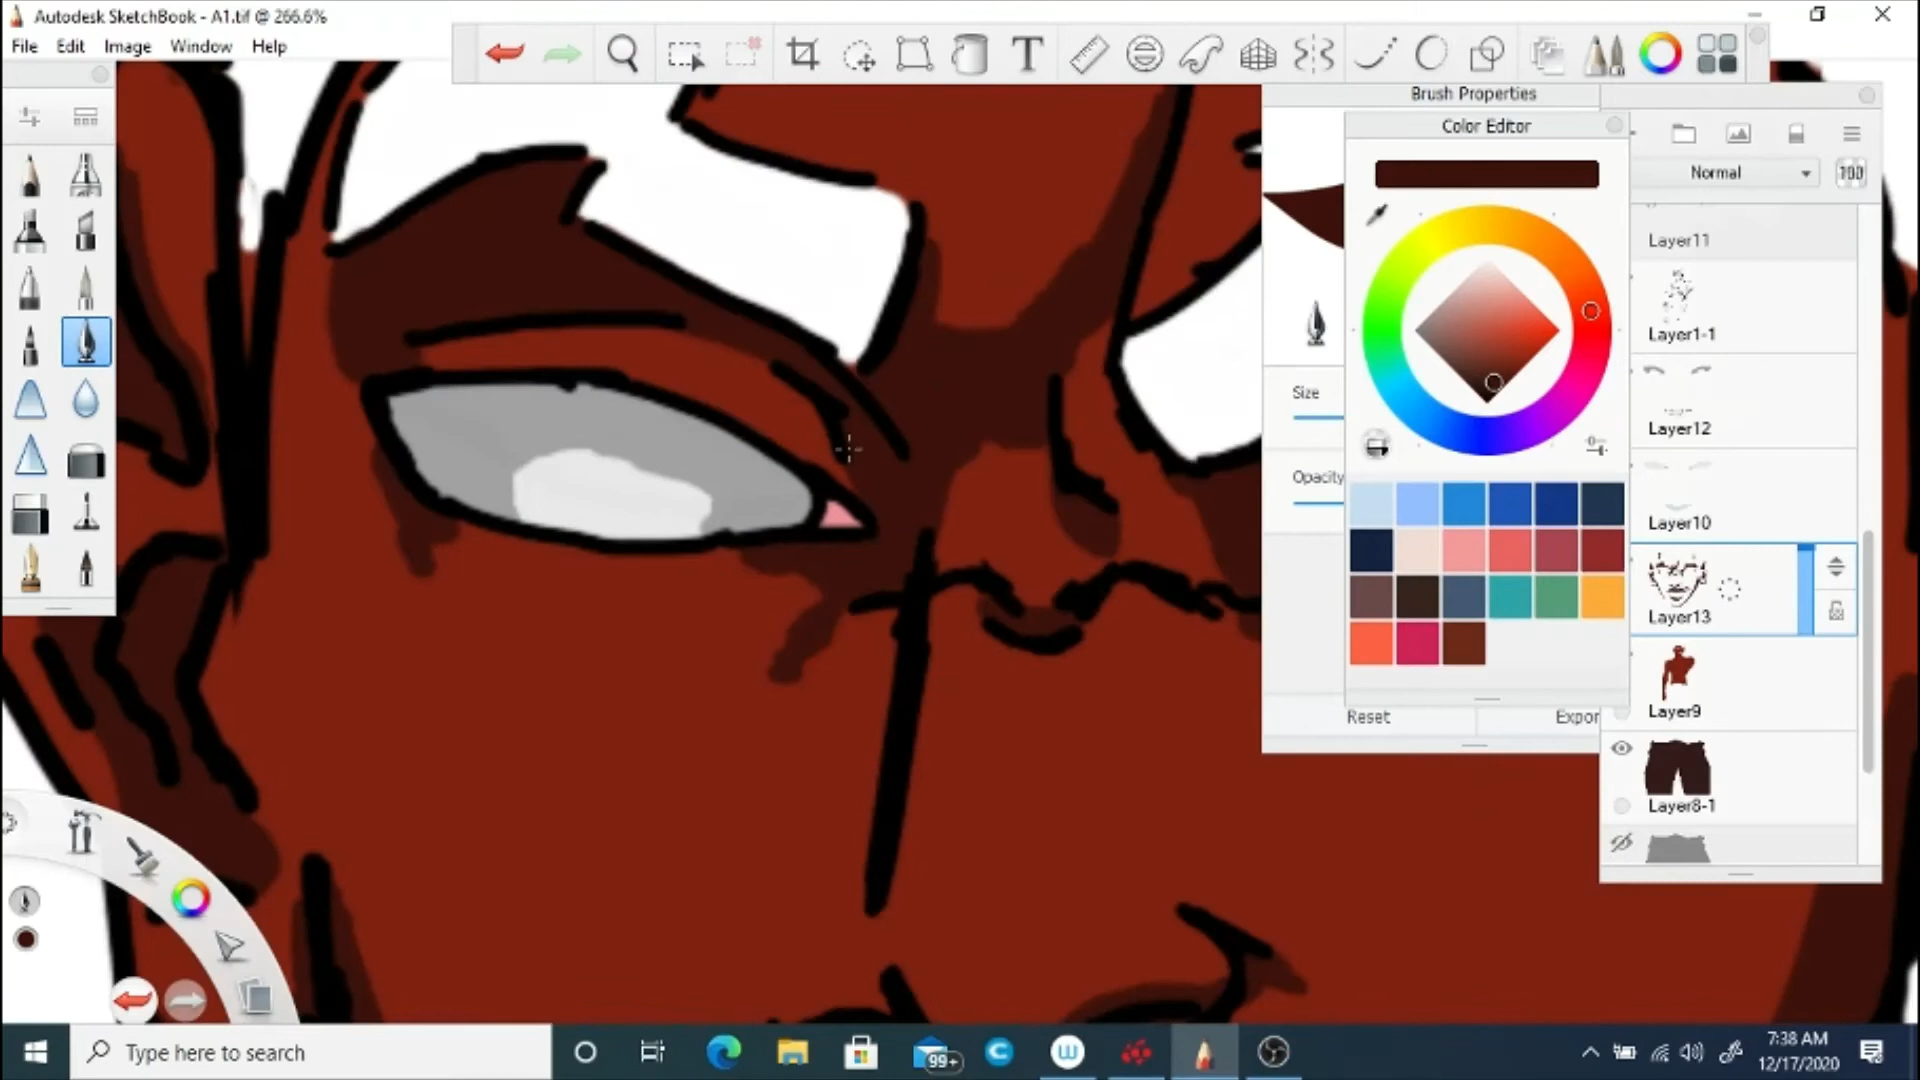 Autodesk SketchBook - A1.tif @ 266.6%
File Edit Image Window Help
T
Brush Properties
Color Editor
Normal
100
Layer11
Layer1-1
Size
Layer12
Opacity
Layer10
Layer13
Layer9
Reset
Expor
Layer8-1
Type here to search
99+
7:38 AM
12/17/2020